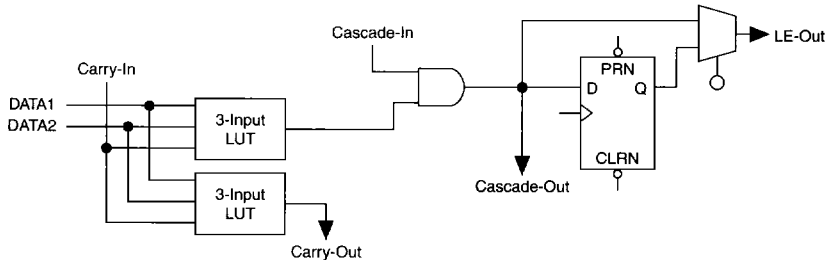 Cascade-In
LE-Out
Carry-In
PRN
DATA1
D Q
3-Input
LUT
DATA2
CLRN
3-Input
LUT
Cascade-Out
Carry-Out